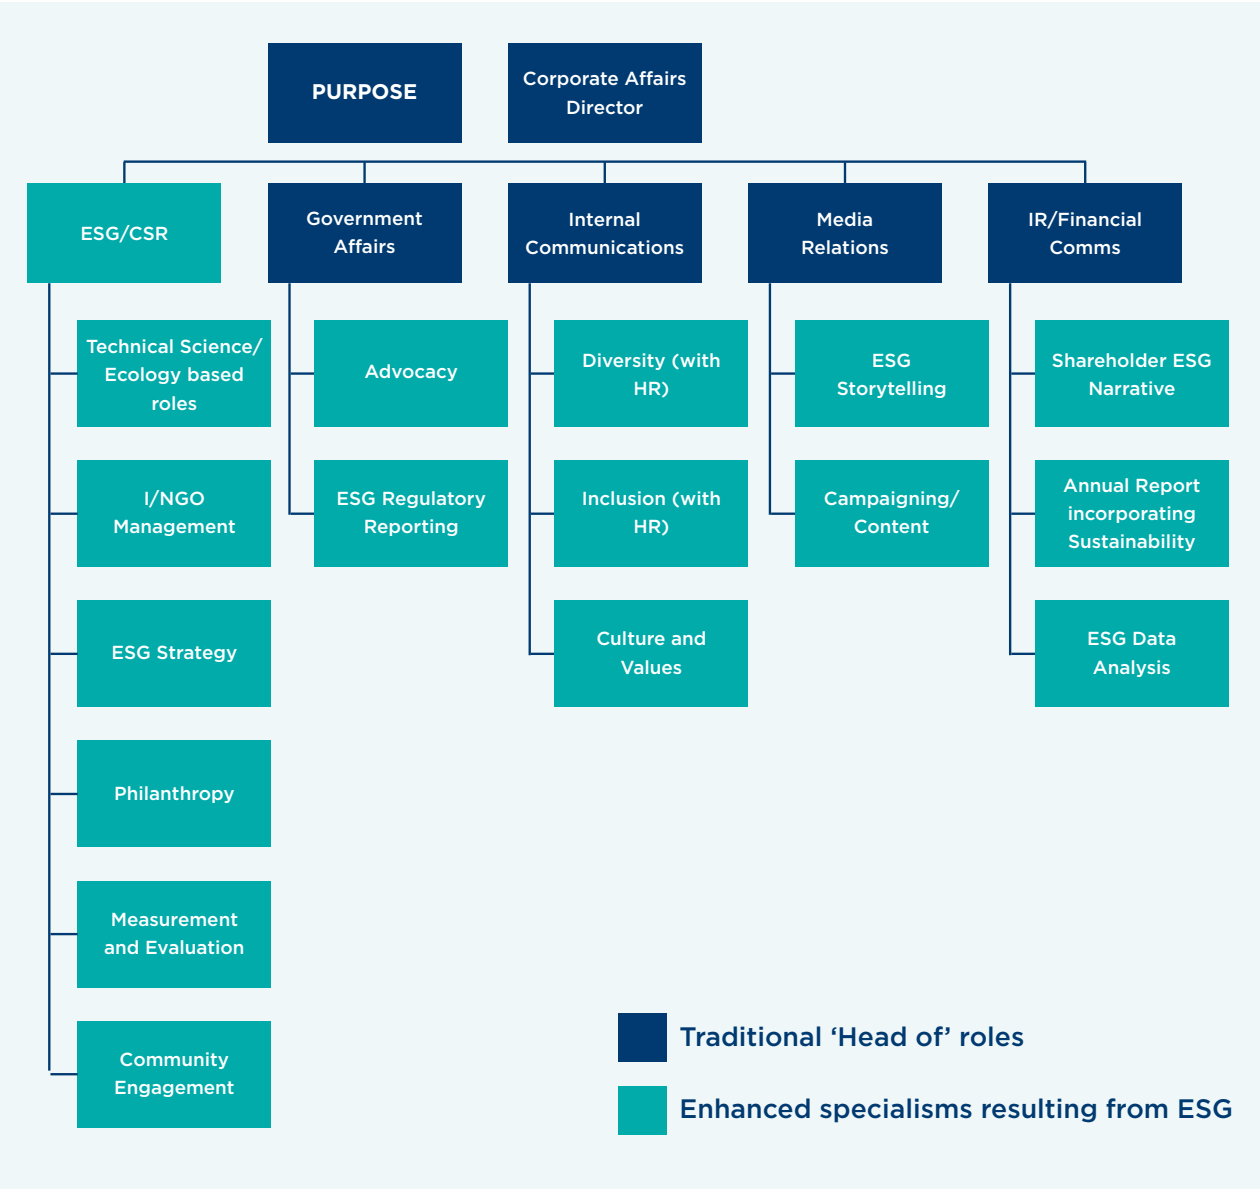 PURPOSE
Corporate Affairs
Director
ESG/CSR
Government
Affairs
Internal
Communications
Media
Relations
IR/Financial
Comms
Technical Science/
Ecology based
roles
I/NGO
Management
ESG Strategy
Philanthropy
Measurement
and Evaluation
Community
Engagement
Advocacy
ESG Regulatory
Reporting
Diversity (with
HR)
Inclusion (with
HR)
Culture and
Values
ESG
Storytelling
Campaigning/
Content
Shareholder ESG
Narrative
Annual Report
incorporating
Sustainability
ESG Data
Analysis
Traditional ‘Head of’ roles
Enhanced specialisms resulting from ESG